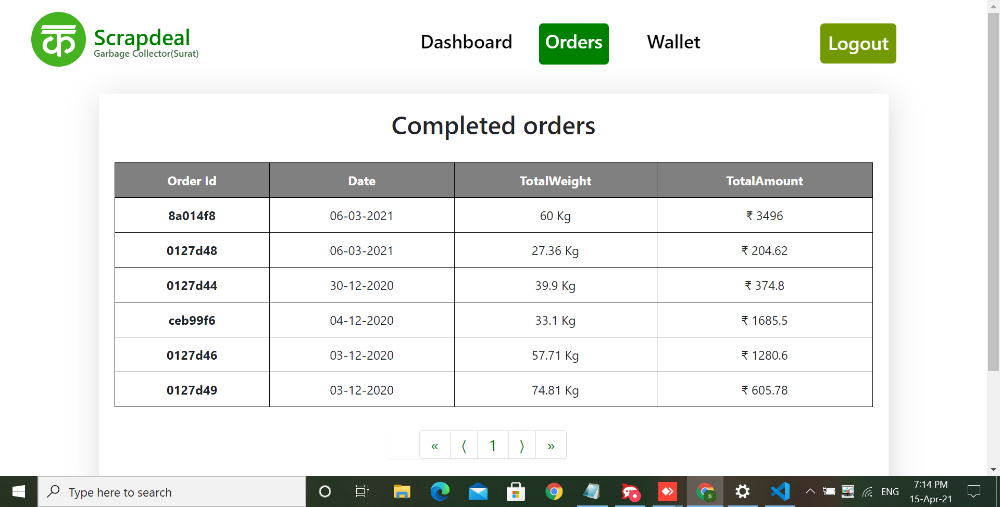 क
Scrapdeal
Garbage Collector(Surat)
Dashboard Orders Wallet Logout
Completed orders
Order Id Date TotalWeight TotalAmount
8a014f8 06-03-2021 60 Kg ₹ 3496
0127d48 06-03-2021 27.36 Kg ₹ 204.62
0127d44 30-12-2020 39.9 Kg ₹ 374.8
ceb99f6 04-12-2020 33.1 Kg ₹ 1685.5
0127d46 03-12-2020 57.71 Kg ₹ 1280.6
0127d49 03-12-2020 74.81 Kg ₹ 605.78
« ⟨ 1 ⟩ »
Type here to search
ENG
7:14 PM
15-Apr-21